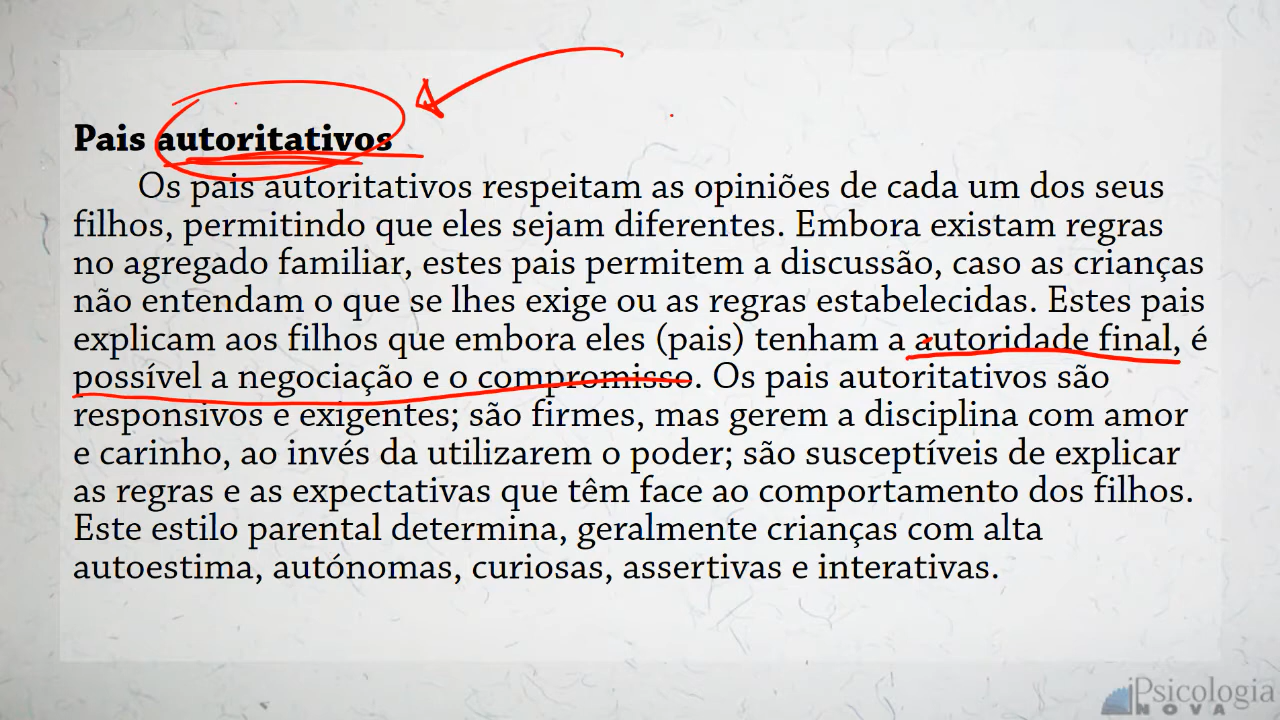 Pais autoritativos
Os pais autoritativos respeitam as opiniões de cada um dos seus
filhos, permitindo que eles sejam diferentes. Embora existam regras
no agregado familiar, estes pais permitem a discussão, caso as crianças
não entendam o que se lhes exige ou as regras estabelecidas. Estes pais
explicam aos filhos que embora eles (pais) tenham a autoridade final, é
possível a negociação e o compromisso. Os pais autoritativos são
responsivos e exigentes; são firmes, mas gerem a disciplina com amor
e carinho, ao invés da utilizarem o poder; são susceptíveis de explicar
as regras e as expectativas que têm face ao comportamento dos filhos.
Este estilo parental determina, geralmente crianças com alta
autoestima, autónomas, curiosas, assertivas e interativas.
Psicologia
NOVA